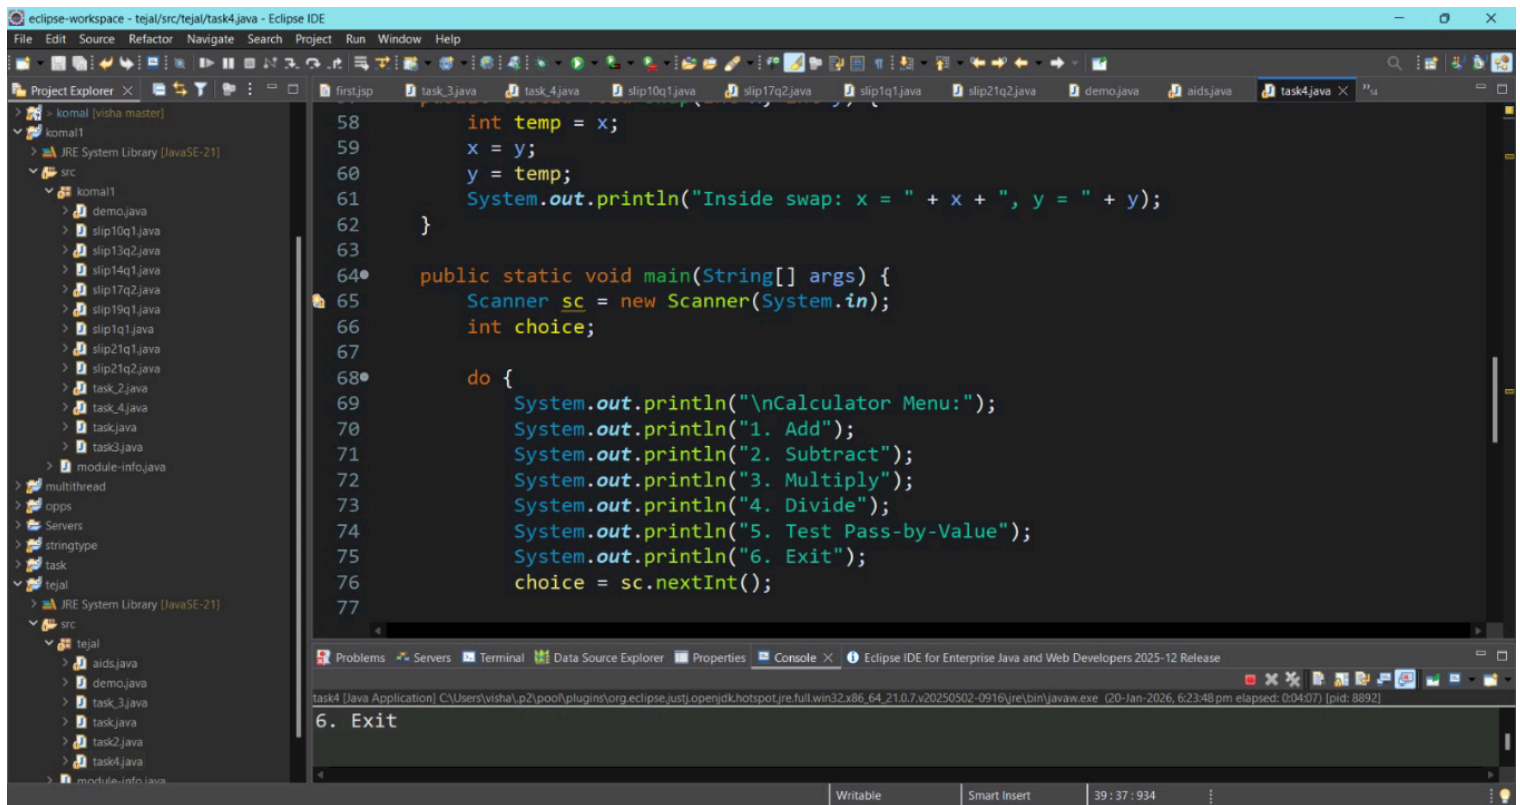 eclipse-workspace - tejal/src/tejal/task4.java - Eclipse IDE
File Edit Source Refactor Navigate Search Project Run Window Help
Project Explorer
first.jsp task_3.java task_4.java slip10q1.java slip17q2.java slip1q1.java slip21q2.java demo.java aids.java task4.java
> komal [visha master]
komal1
JRE System Library [JavaSE-21]
src
komal1
demo.java
slip10q1.java
slip13q2.java
slip14q1.java
slip17q2.java
slip19q1.java
slip1q1.java
slip21q1.java
slip21q2.java
task_2.java
task_4.java
task.java
task3.java
module-info.java
multithread
opps
Servers
stringtype
task
tejal
JRE System Library [JavaSE-21]
src
tejal
aids.java
demo.java
task_3.java
task.java
task2.java
task4.java
module-info.java
58 int temp = x;
59 x = y;
60 y = temp;
61 System.out.println("Inside swap: x = " + x + ", y = " + y);
62 }
63
64 public static void main(String[] args) {
65 Scanner sc = new Scanner(System.in);
66 int choice;
67
68 do {
69 System.out.println("\nCalculator Menu:");
70 System.out.println("1. Add");
71 System.out.println("2. Subtract");
72 System.out.println("3. Multiply");
73 System.out.println("4. Divide");
74 System.out.println("5. Test Pass-by-Value");
75 System.out.println("6. Exit");
76 choice = sc.nextInt();
77
Problems Servers Terminal Data Source Explorer Properties Console Eclipse IDE for Enterprise Java and Web Developers 2025-12 Release
task4 [Java Application] C:\Users\visha\.p2\pool\plugins\org.eclipse.justj.openjdk.hotspot.jre.full.win32.x86_64_21.0.7.v20250502-0916\jre\bin\javaw.exe (20-Jan-2026, 6:23:48 pm elapsed: 0:04:07) [pid: 8892]
6. Exit
Writable Smart Insert 39 : 37 : 934